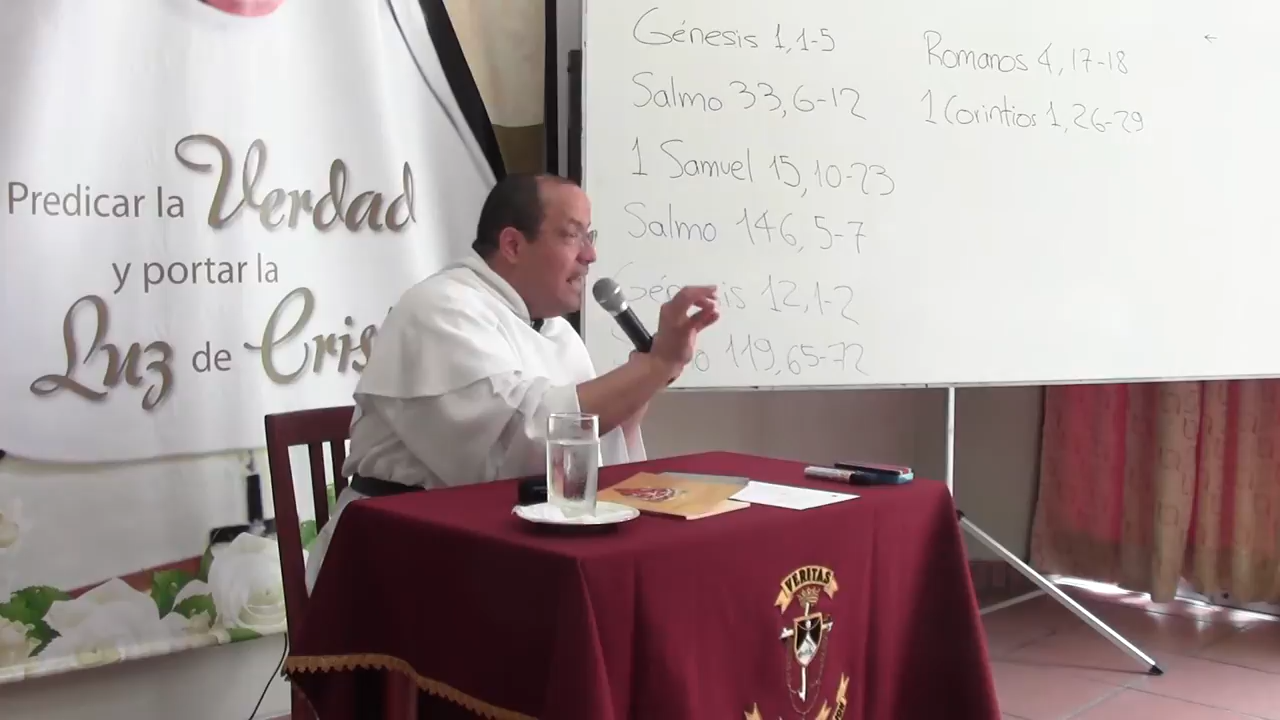 Predicar la Verdad
y portar la
Luz de Cris
Génesis 1,1-5
Salmo 33,6-12
1 Samuel 15,10-23
Salmo 146,5-7
12,1-2
119,65-72
Romanos 4,17-18
1 Corintios 1,26-29
VERITAS